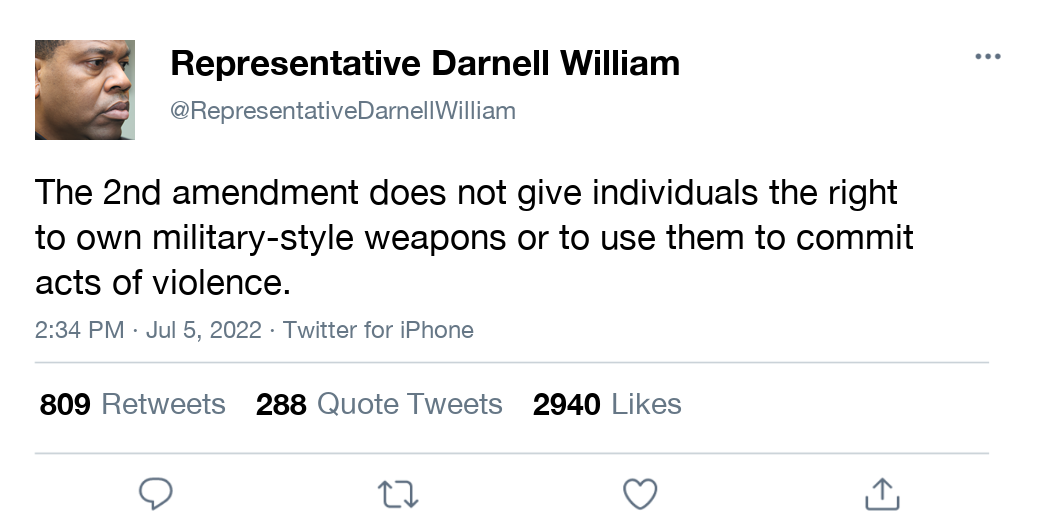 Representative Darnell William
@RepresentativeDarnellWilliam
The 2nd amendment does not give individuals the right
to own military-style weapons or to use them to commit
acts of violence.
2:34 PM · Jul 5, 2022 · Twitter for iPhone
809 Retweets 288 Quote Tweets 2940 Likes